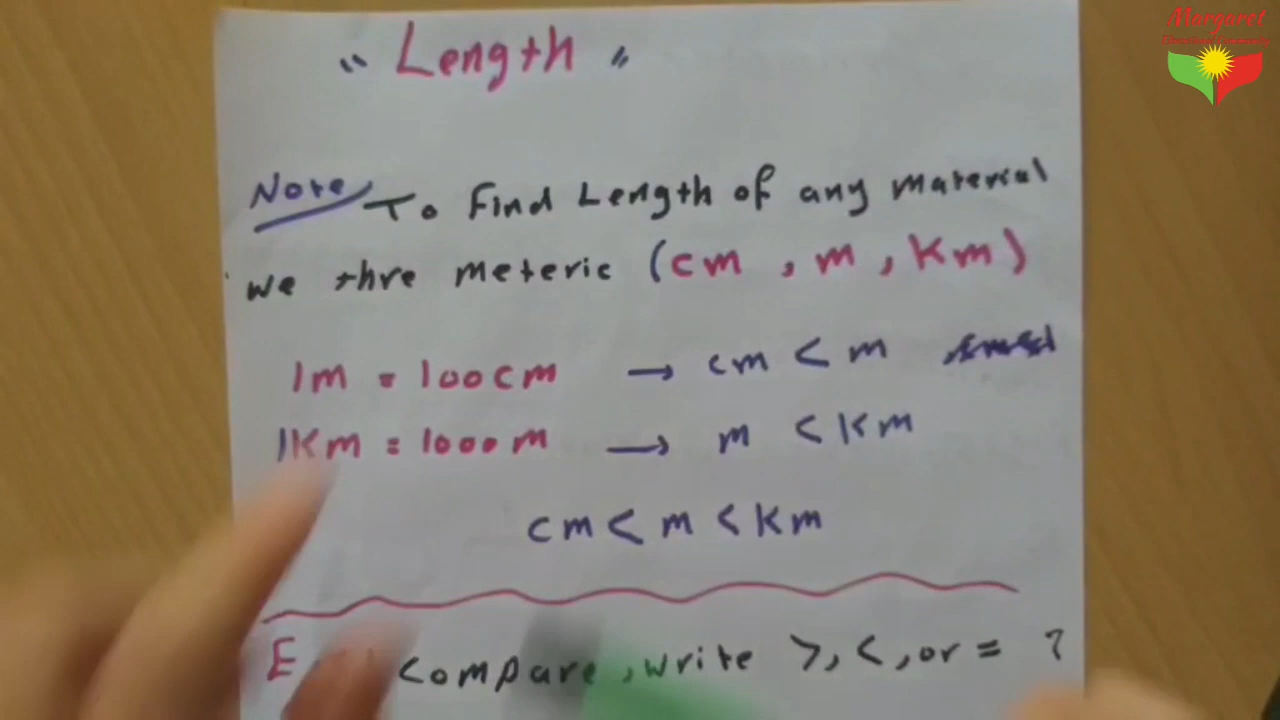 Margaret
" Length "
Note To Find Length of any material
we thre meteric (cm , m , Km)
1m = 100cm → cm < m
1Km = 1000m → m < Km
cm < m < Km
E compare , write >, <, or = ?